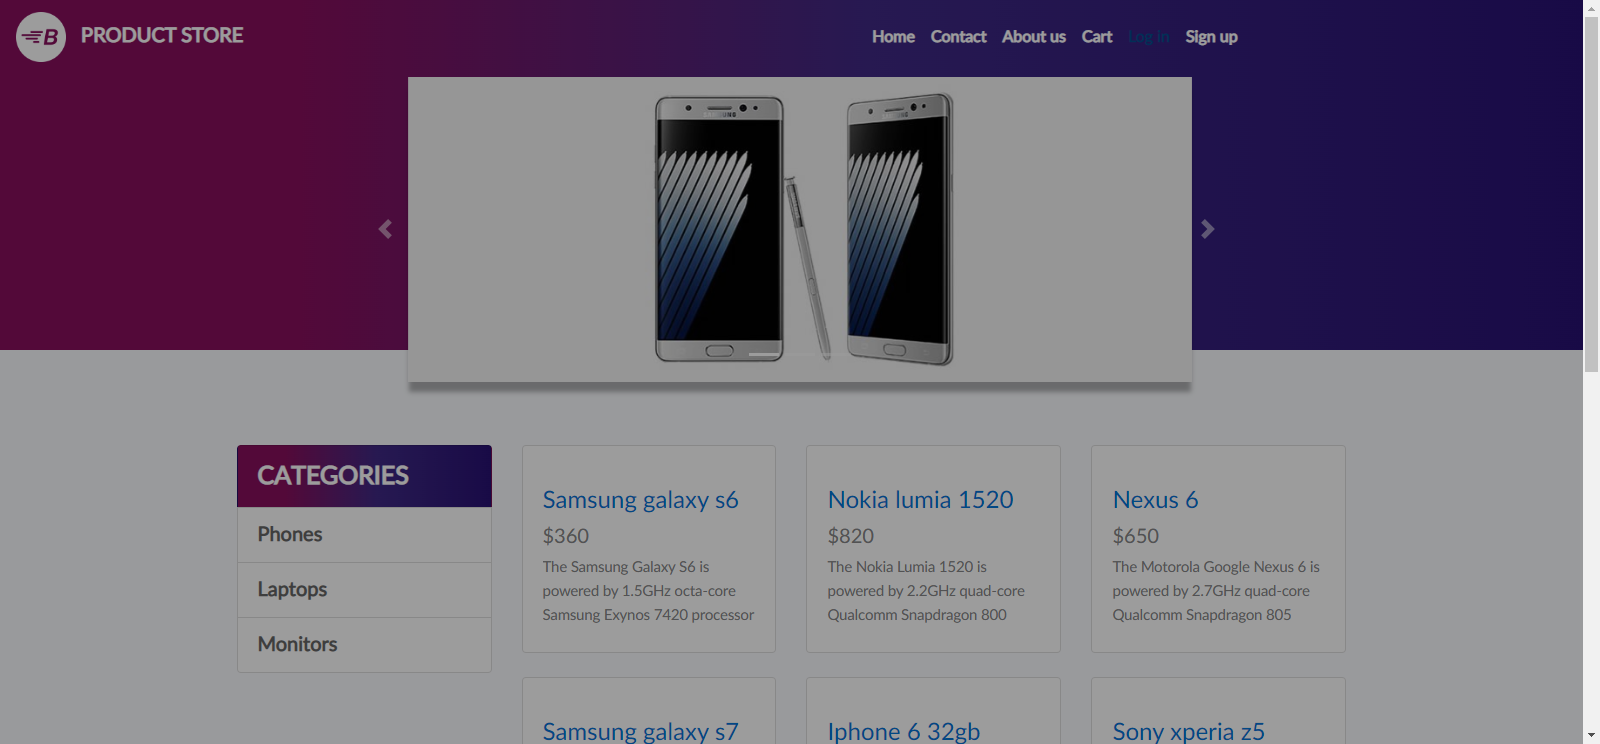 B PRODUCT STORE
Home Contact About us Cart Log in Sign up
SAMSUNG
CATEGORIES
Phones
Laptops
Monitors
Samsung galaxy s6
$360
The Samsung Galaxy S6 is
powered by 1.5GHz octa-core
Samsung Exynos 7420 processor
Nokia lumia 1520
$820
The Nokia Lumia 1520 is
powered by 2.2GHz quad-core
Qualcomm Snapdragon 800
Nexus 6
$650
The Motorola Google Nexus 6 is
powered by 2.7GHz quad-core
Qualcomm Snapdragon 805
Samsung galaxy s7
Iphone 6 32gb
Sony xperia z5